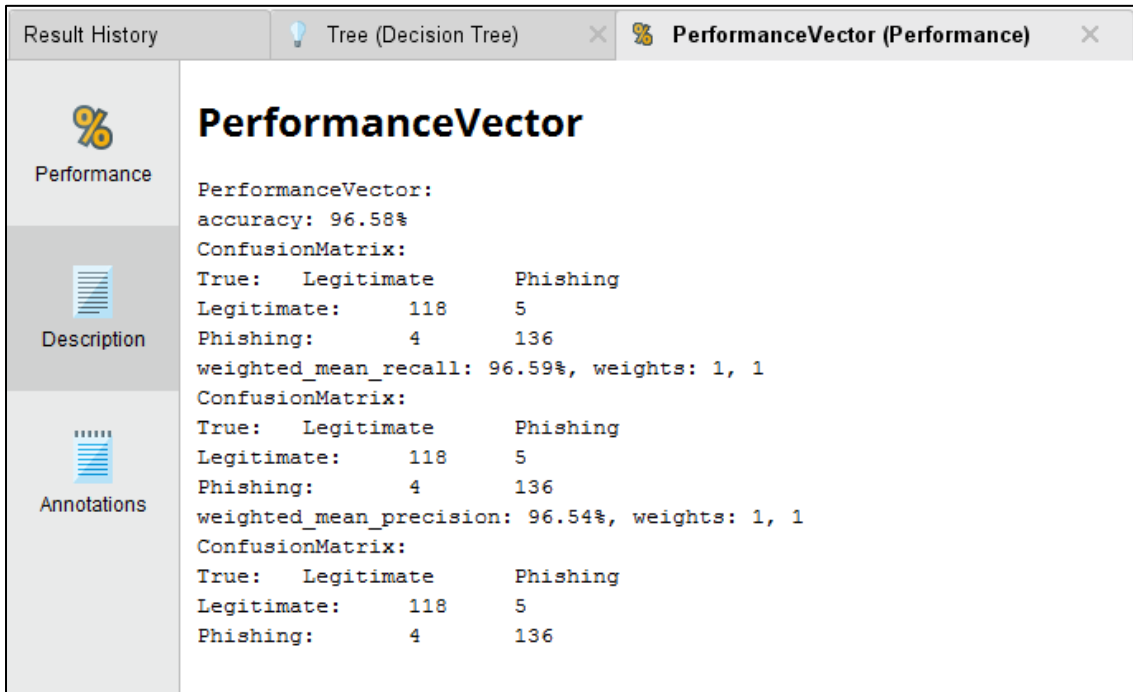 Result History
Tree (Decision Tree)
PerformanceVector (Performance)
%
Performance
Description
Annotations
PerformanceVector
PerformanceVector:
accuracy: 96.58%
ConfusionMatrix:
True: Legitimate Phishing
Legitimate: 118 5
Phishing: 4 136
weighted_mean_recall: 96.59%, weights: 1, 1
ConfusionMatrix:
True: Legitimate Phishing
Legitimate: 118 5
Phishing: 4 136
weighted_mean_precision: 96.54%, weights: 1, 1
ConfusionMatrix:
True: Legitimate Phishing
Legitimate: 118 5
Phishing: 4 136